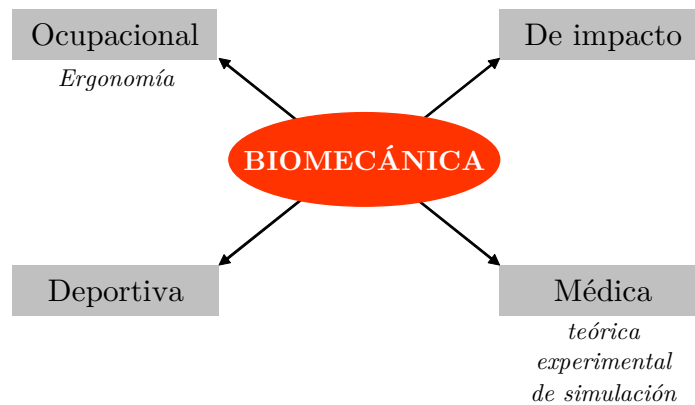 Ocupacional
Ergonomía
De impacto
BIOMECÁNICA
Deportiva
Médica
teórica
experimental
de simulación